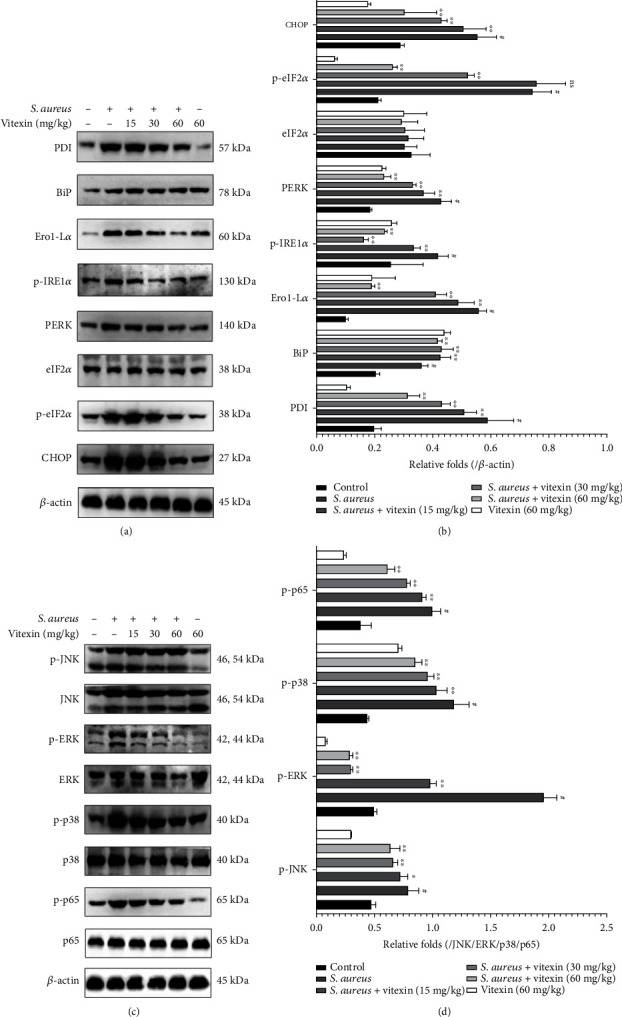 S. aureus – + + + + –
Vitexin (mg/kg) – – 15 30 60 60
PDI 57 kDa
BiP 78 kDa
Ero1-Lα 60 kDa
p-IRE1α 130 kDa
PERK 140 kDa
eIF2α 38 kDa
p-eIF2α 38 kDa
CHOP 27 kDa
β-actin 45 kDa
(a)
CHOP
p-eIF2α
eIF2α
PERK
p-IRE1α
Ero1-Lα
BiP
PDI
0.0 0.2 0.4 0.6 0.8 1.0
Relative folds (/β-actin)
Control
S. aureus
S. aureus + vitexin (15 mg/kg)
S. aureus + vitexin (30 mg/kg)
S. aureus + vitexin (60 mg/kg)
Vitexin (60 mg/kg)
(b)
S. aureus – + + + + –
Vitexin (mg/kg) – – 15 30 60 60
p-JNK 46, 54 kDa
JNK 46, 54 kDa
p-ERK 42, 44 kDa
ERK 42, 44 kDa
p-p38 40 kDa
p38 40 kDa
p-p65 65 kDa
p65 65 kDa
β-actin 45 kDa
(c)
p-p65
p-p38
p-ERK
p-JNK
0.0 0.5 1.0 1.5 2.0 2.5
Relative folds (/JNK/ERK/p38/p65)
Control
S. aureus
S. aureus + vitexin (15 mg/kg)
S. aureus + vitexin (30 mg/kg)
S. aureus + vitexin (60 mg/kg)
Vitexin (60 mg/kg)
(d)